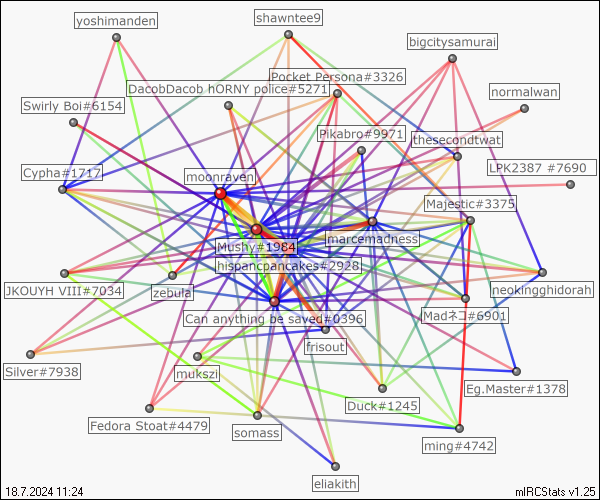 yoshimanden
shawntee9
bigcitysamurai
Pocket Persona#3326
DacobDacob hORNY police#5271
normalwan
Swirly Boi#6154
Pikabro#9971
thesecondtwat
Cypha#1717
moonraven
LPK2387 #7690
Majestic#3375
Mushy#1984
marcemadness
hispancpancakes#2928
JKOUYH VIII#7034
zebula
neokingghidorah
Can anything be saved#0396
Madネコ#6901
frisout
Silver#7938
mukszi
Eg.Master#1378
Duck#1245
Fedora Stoat#4479
somass
ming#4742
eliakith
18.7.2024 11:24
mIRCStats v1.25